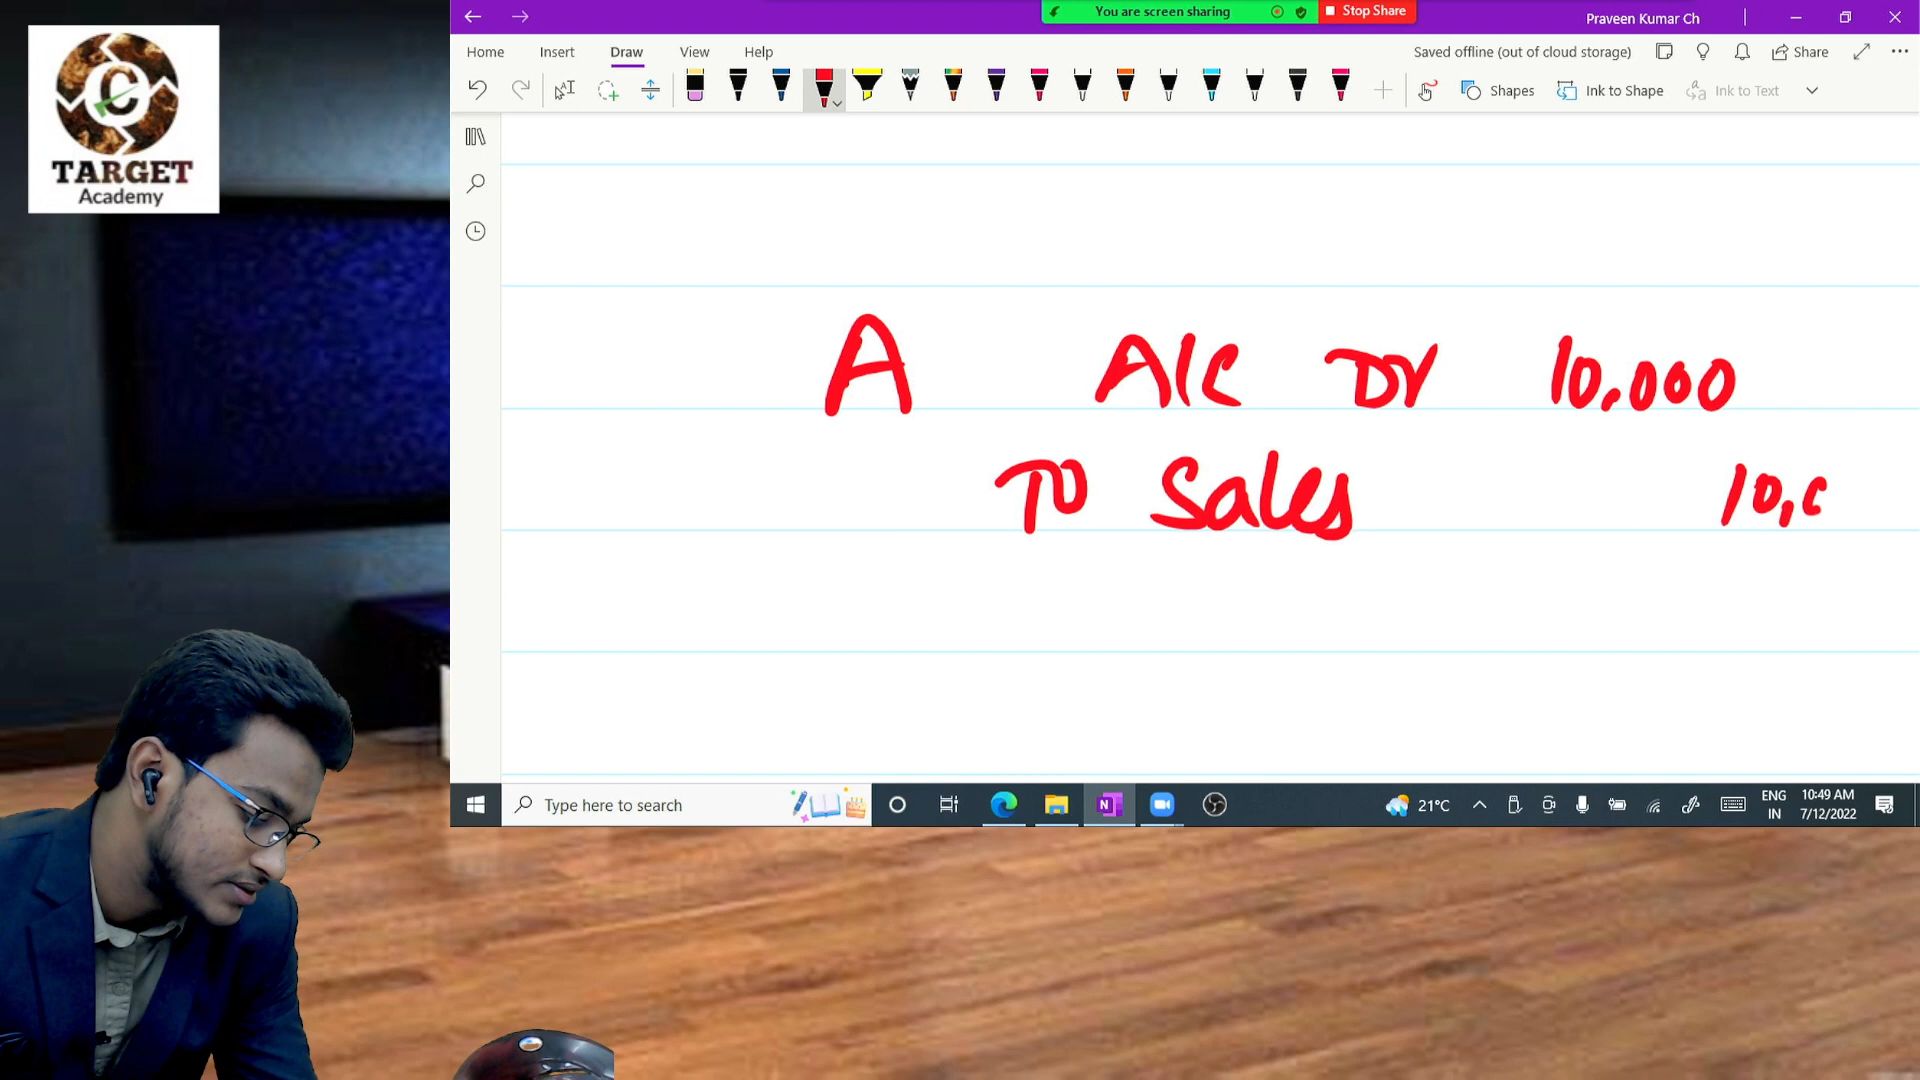 TARGET
Academy
You are screen sharing
Stop Share
Praveen Kumar Ch
Home
Insert
Draw
View
Help
Saved offline (out of cloud storage)
Share
Shapes
Ink to Shape
Ink to Text
A A/C Dr 10,000
To Sales 10,0
Type here to search
21°C
ENG
IN
10:49 AM
7/12/2022